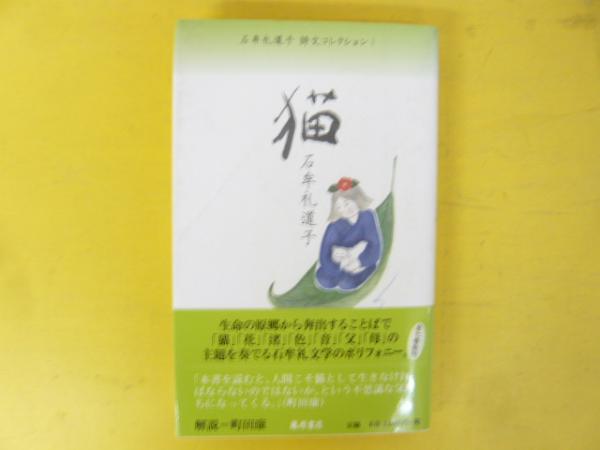 石牟礼道子 詩文コレクション 1
猫
石牟礼道子
生命の原郷から奔出することばで
「猫」「花」「渚」「色」「音」「父」「母」の
主題を奏でる石牟礼文学のポリフォニー。
「本書を読むと、人間こそ猫として生きなけれ
ばならないのではないか、という不思議な気持
ちになってくる。」(町田康)
解説=町田康
藤原書店